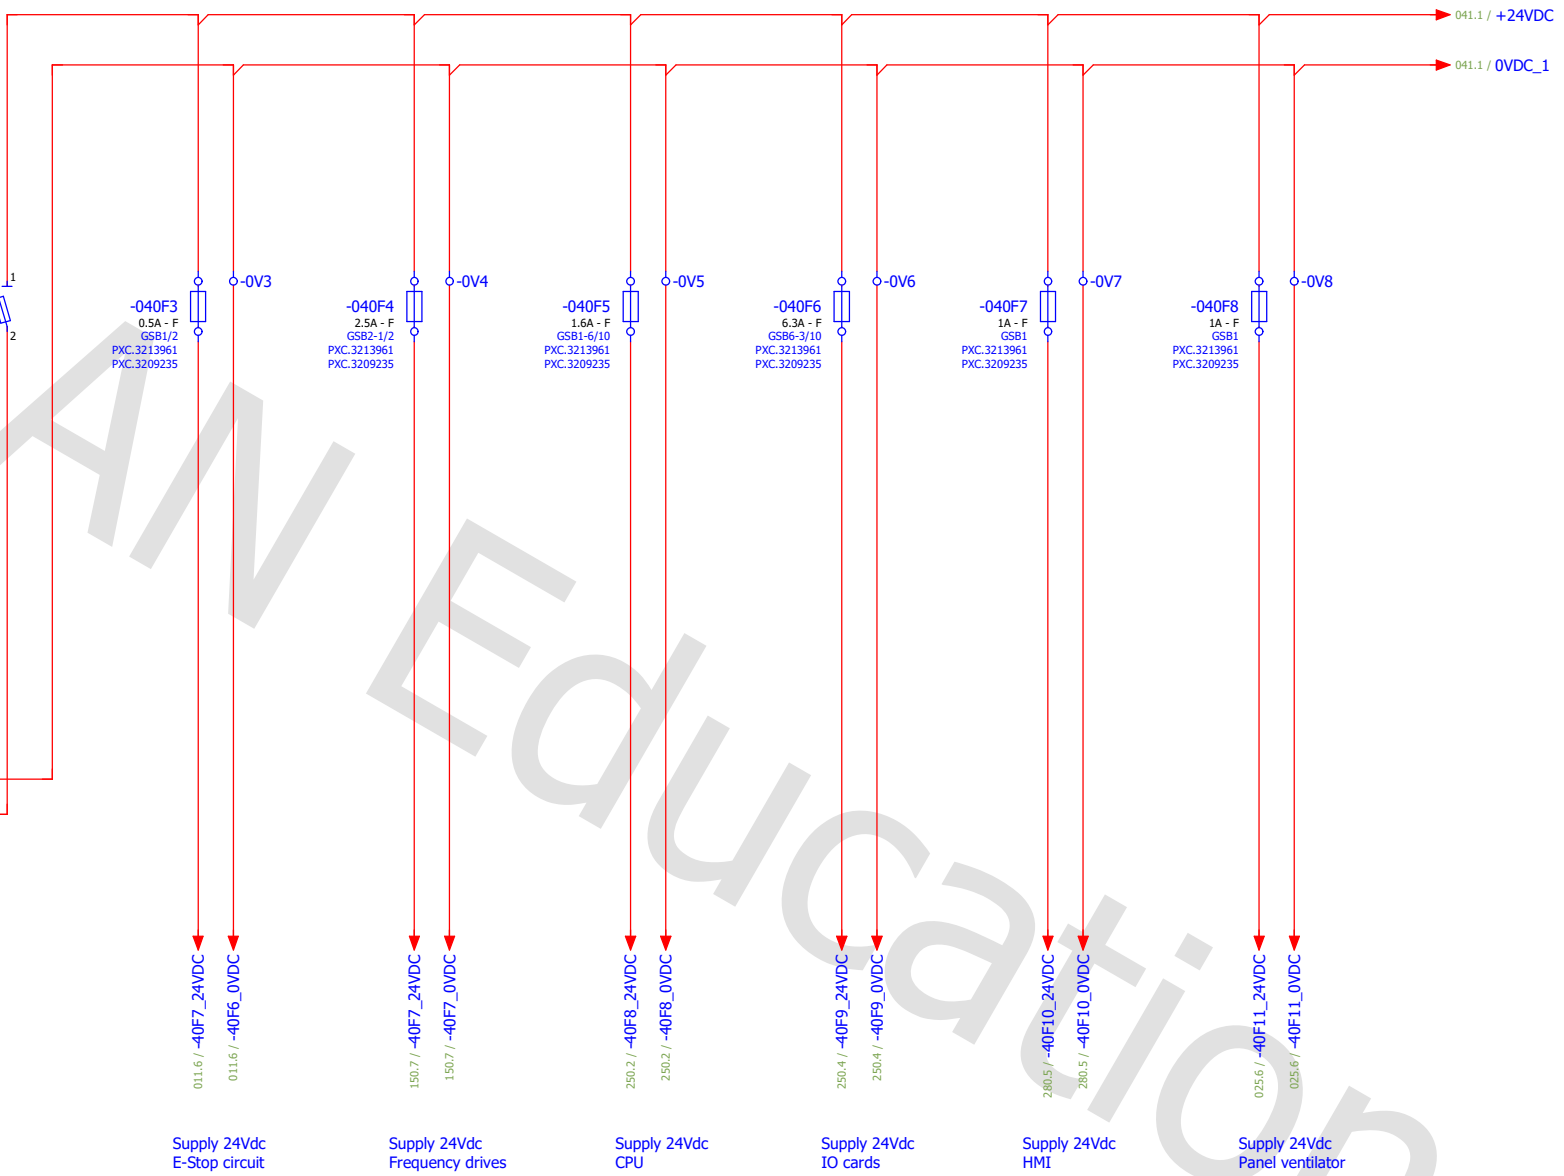 041.1 / +24VDC
041.1 / 0VDC_1
1
2
-040F3
0.5A - F
GSB1/2
PXC.3213961
PXC.3209235
-0V3
-040F4
2.5A - F
GSB2-1/2
PXC.3213961
PXC.3209235
-0V4
-040F5
1.6A - F
GSB1-6/10
PXC.3213961
PXC.3209235
-0V5
-040F6
6.3A - F
GSB6-3/10
PXC.3213961
PXC.3209235
-0V6
-040F7
1A - F
GSB1
PXC.3213961
PXC.3209235
-0V7
-040F8
1A - F
GSB1
PXC.3213961
PXC.3209235
-0V8
AN Education
011.6 / -40F7_24VDC
011.6 / -40F6_0VDC
150.7 / -40F7_24VDC
150.7 / -40F7_0VDC
250.2 / -40F8_24VDC
250.2 / -40F8_0VDC
250.4 / -40F9_24VDC
250.4 / -40F9_0VDC
280.5 / -40F10_24VDC
280.5 / -40F10_0VDC
025.6 / -40F11_24VDC
025.6 / -40F11_0VDC
Supply 24Vdc
E-Stop circuit
Supply 24Vdc
Frequency drives
Supply 24Vdc
CPU
Supply 24Vdc
IO cards
Supply 24Vdc
HMI
Supply 24Vdc
Panel ventilator